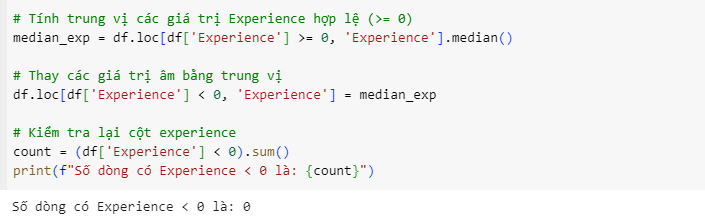 # Tính trung vị các giá trị Experience hợp lệ (>= 0)
median_exp = df.loc[df['Experience'] >= 0, 'Experience'].median()
# Thay các giá trị âm bằng trung vị
df.loc[df['Experience'] < 0, 'Experience'] = median_exp
# Kiểm tra lại cột experience
count = (df['Experience'] < 0).sum()
print(f"Số dòng có Experience < 0 là: {count}")
Số dòng có Experience < 0 là: 0